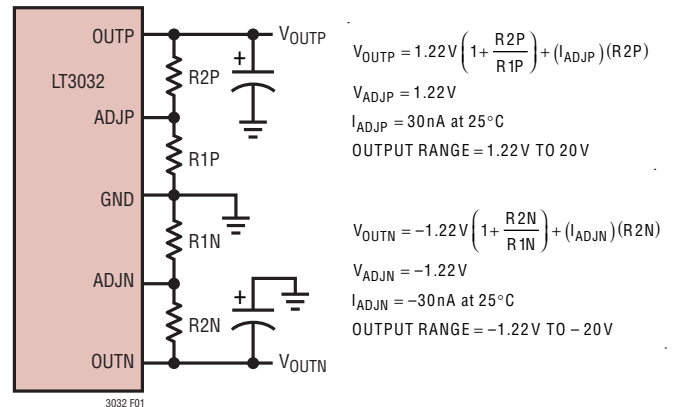 OUTP
V_OUTP
R2P
LT3032
ADJP
R1P
GND
R1N
ADJN
+
+
R2N
OUTN
V_OUTN
3032 F01
V_OUTP = 1.22V (1 + R2P/R1P) + (I_ADJP)(R2P)
V_ADJP = 1.22V
I_ADJP = 30nA at 25°C
OUTPUT RANGE = 1.22V TO 20V
V_OUTN = –1.22V (1 + R2N/R1N) + (I_ADJN)(R2N)
V_ADJN = –1.22V
I_ADJN = –30nA at 25°C
OUTPUT RANGE = –1.22V TO – 20V